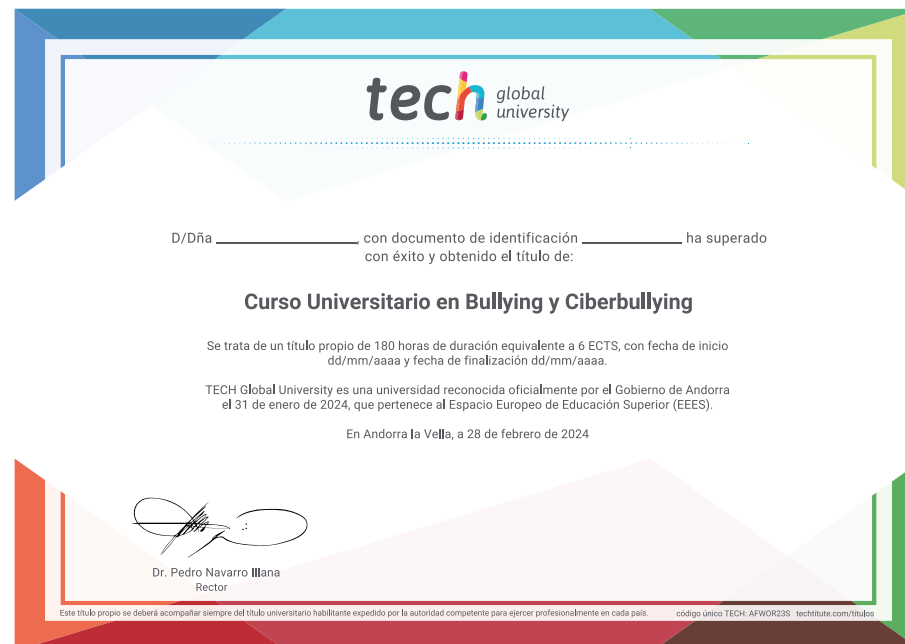 tech global
university
D/Dña ____________________, con documento de identificación ______________ ha superado
con éxito y obtenido el título de:
Curso Universitario en Bullying y Ciberbullying
Se trata de un título propio de 180 horas de duración equivalente a 6 ECTS, con fecha de inicio
dd/mm/aaaa y fecha de finalización dd/mm/aaaa.
TECH Global University es una universidad reconocida oficialmente por el Gobierno de Andorra
el 31 de enero de 2024, que pertenece al Espacio Europeo de Educación Superior (EEES).
En Andorra la Vella, a 28 de febrero de 2024
Dr. Pedro Navarro Illana
Rector
Este título propio se deberá acompañar siempre del título universitario habilitante expedido por la autoridad competente para ejercer profesionalmente en cada país. código único TECH: AFWOR23S techtitute.com/titulos